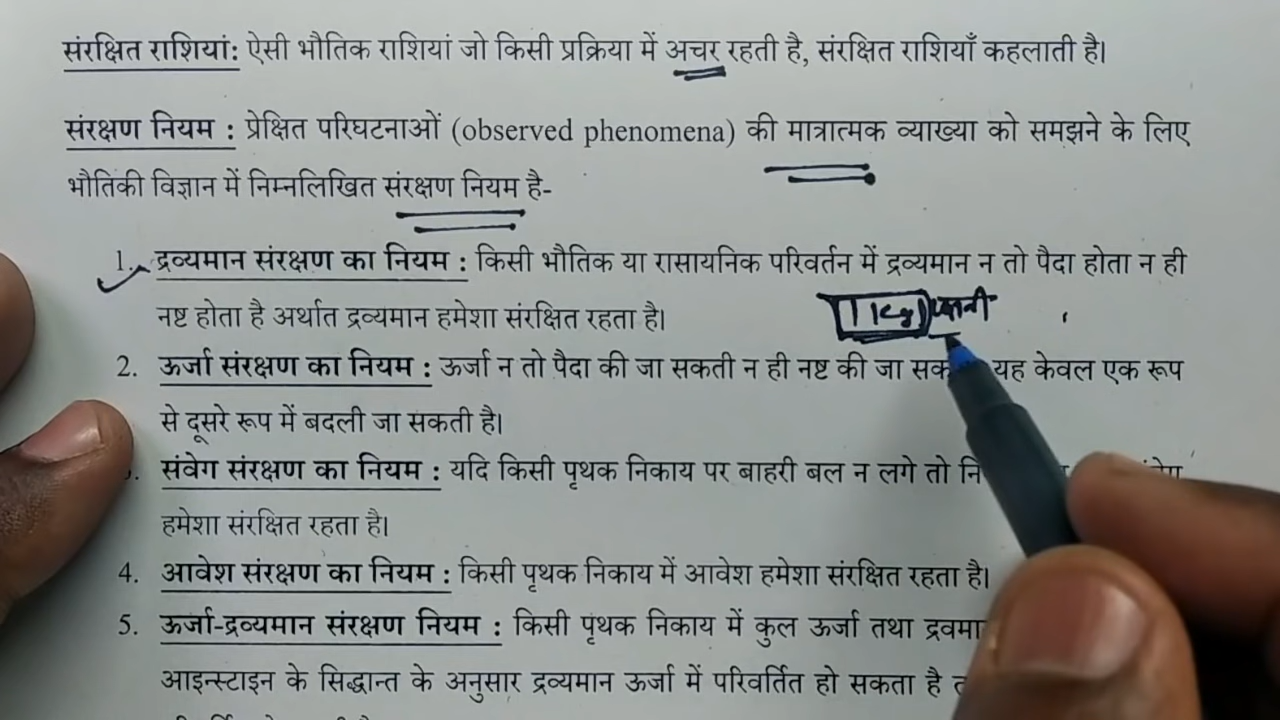 संरक्षित राशियां: ऐसी भौतिक राशियां जो किसी प्रक्रिया में अचर रहती है, संरक्षित राशियाँ कहलाती है।
संरक्षण नियम : प्रेक्षित परिघटनाओं (observed phenomena) की मात्रात्मक व्याख्या को समझने के लिए
भौतिकी विज्ञान में निम्नलिखित संरक्षण नियम है-
1. द्रव्यमान संरक्षण का नियम : किसी भौतिक या रासायनिक परिवर्तन में द्रव्यमान न तो पैदा होता न ही
नष्ट होता है अर्थात द्रव्यमान हमेशा संरक्षित रहता है।
1 Kg पानी
2. ऊर्जा संरक्षण का नियम : ऊर्जा न तो पैदा की जा सकती न ही नष्ट की जा यह केवल एक रूप
से दूसरे रूप में बदली जा सकती है।
संवेग संरक्षण का नियम : यदि किसी पृथक निकाय पर बाहरी बल न लगे तो
हमेशा संरक्षित रहता है।
4. आवेश संरक्षण का नियम : किसी पृथक निकाय में आवेश हमेशा संरक्षित रहता है।
5. ऊर्जा-द्रव्यमान संरक्षण नियम : किसी पृथक निकाय में कुल ऊर्जा तथा
आइन्स्टाइन के सिद्धान्त के अनुसार द्रव्यमान ऊर्जा में परिवर्तित हो सकता है